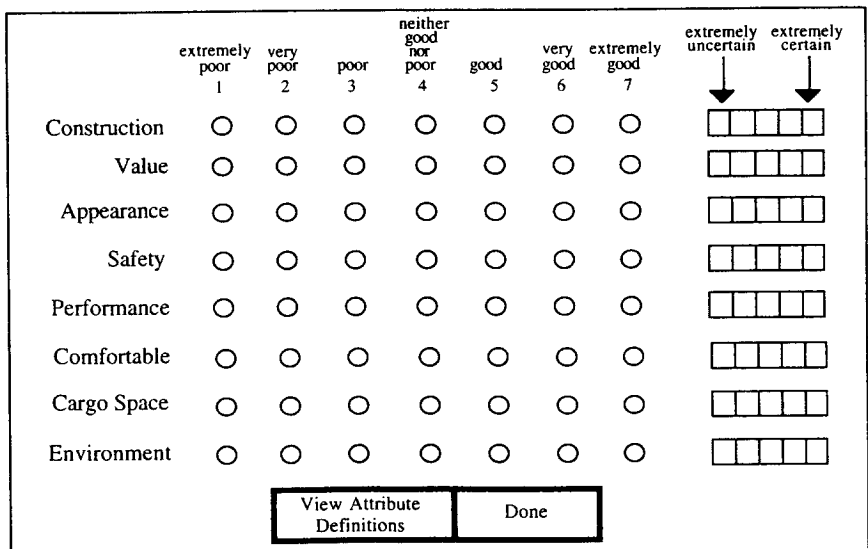 extremely poor 1
very poor 2
poor 3
neither good nor poor 4
good 5
very good 6
extremely good 7
extremely uncertain
extremely certain
Construction
Value
Appearance
Safety
Performance
Comfortable
Cargo Space
Environment
View Attribute
Definitions
Done